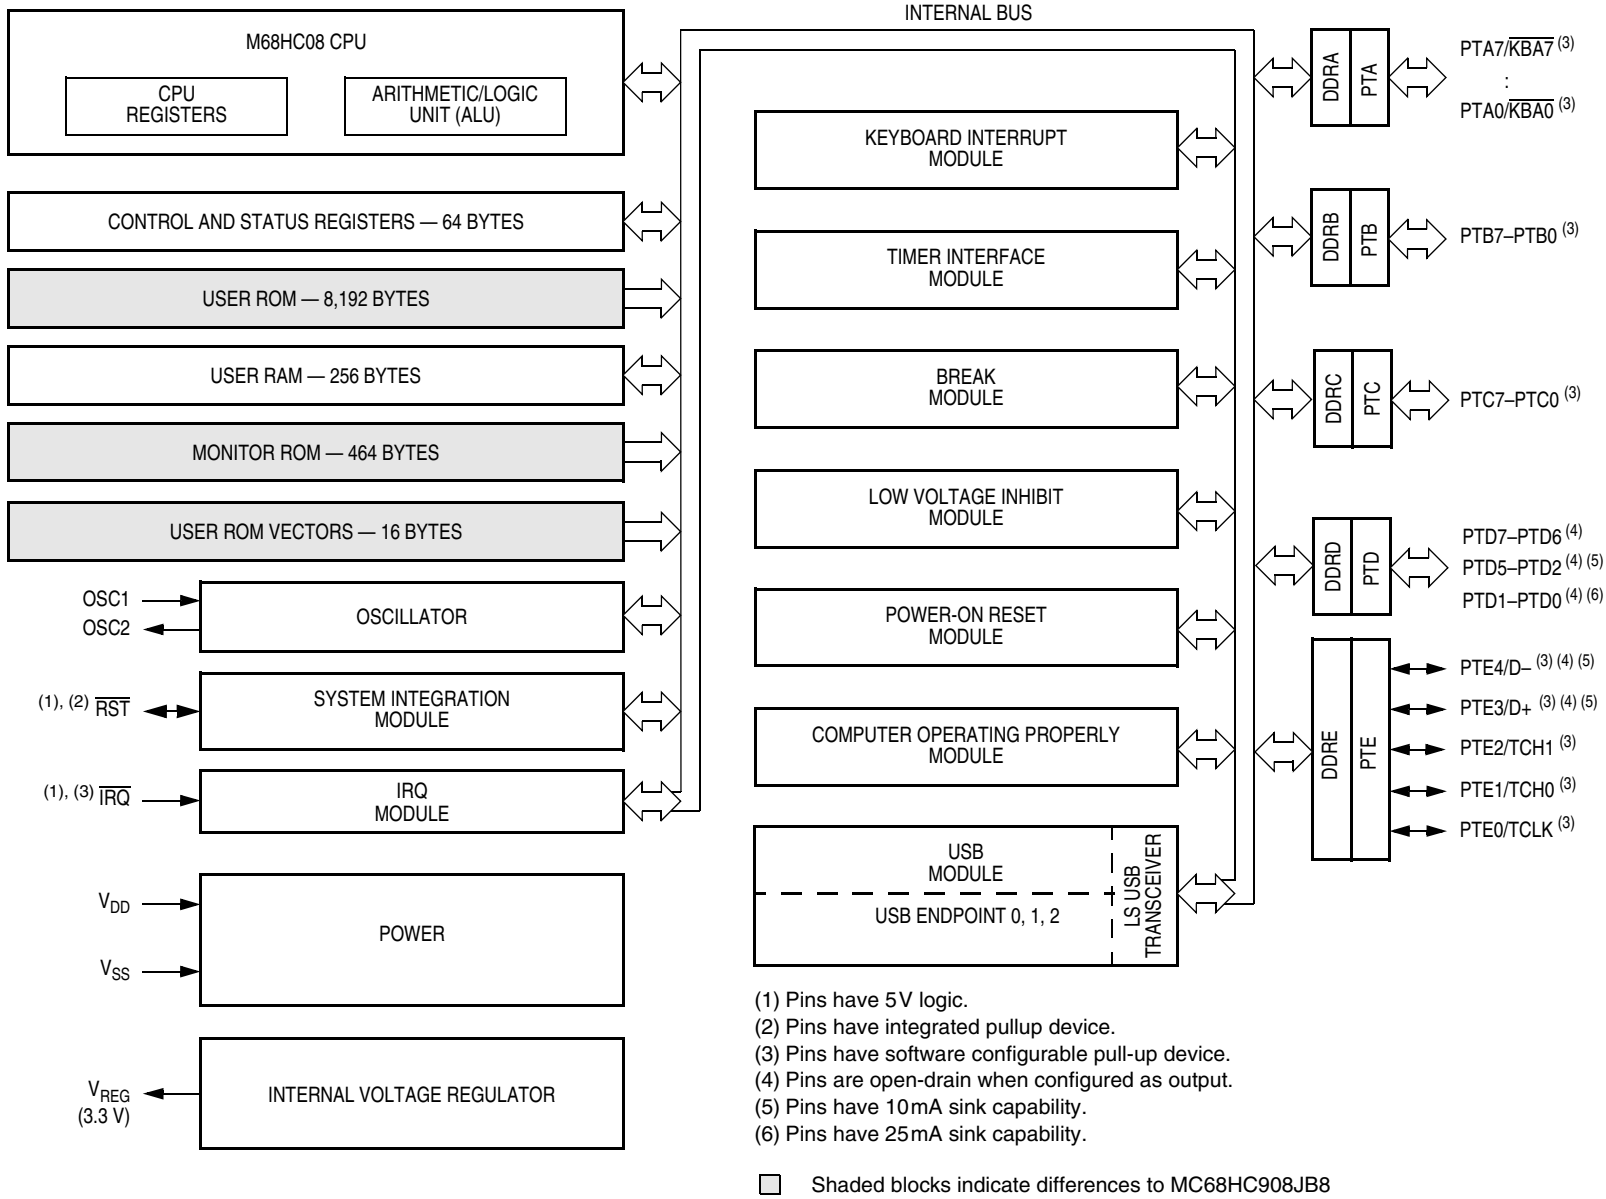 INTERNAL BUS
M68HC08 CPU
CPU
REGISTERS
ARITHMETIC/LOGIC
UNIT (ALU)
CONTROL AND STATUS REGISTERS — 64 BYTES
USER ROM — 8,192 BYTES
USER RAM — 256 BYTES
MONITOR ROM — 464 BYTES
USER ROM VECTORS — 16 BYTES
OSC1
OSC2
OSCILLATOR
(1), (2) RST
SYSTEM INTEGRATION
MODULE
(1), (3) IRQ
IRQ
MODULE
VDD
VSS
POWER
VREG
(3.3 V)
INTERNAL VOLTAGE REGULATOR
KEYBOARD INTERRUPT
MODULE
TIMER INTERFACE
MODULE
BREAK
MODULE
LOW VOLTAGE INHIBIT
MODULE
POWER-ON RESET
MODULE
COMPUTER OPERATING PROPERLY
MODULE
USB
MODULE
USB ENDPOINT 0, 1, 2
LS USB
TRANSCEIVER
DDRA
PTA
PTA7/KBA7 (3)
:
PTA0/KBA0 (3)
DDRB
PTB
PTB7–PTB0 (3)
DDRC
PTC
PTC7–PTC0 (3)
DDRD
PTD
PTD7–PTD6 (4)
PTD5–PTD2 (4) (5)
PTD1–PTD0 (4) (6)
DDRE
PTE
PTE4/D– (3) (4) (5)
PTE3/D+ (3) (4) (5)
PTE2/TCH1 (3)
PTE1/TCH0 (3)
PTE0/TCLK (3)
(1) Pins have 5V logic.
(2) Pins have integrated pullup device.
(3) Pins have software configurable pull-up device.
(4) Pins are open-drain when configured as output.
(5) Pins have 10mA sink capability.
(6) Pins have 25mA sink capability.
Shaded blocks indicate differences to MC68HC908JB8